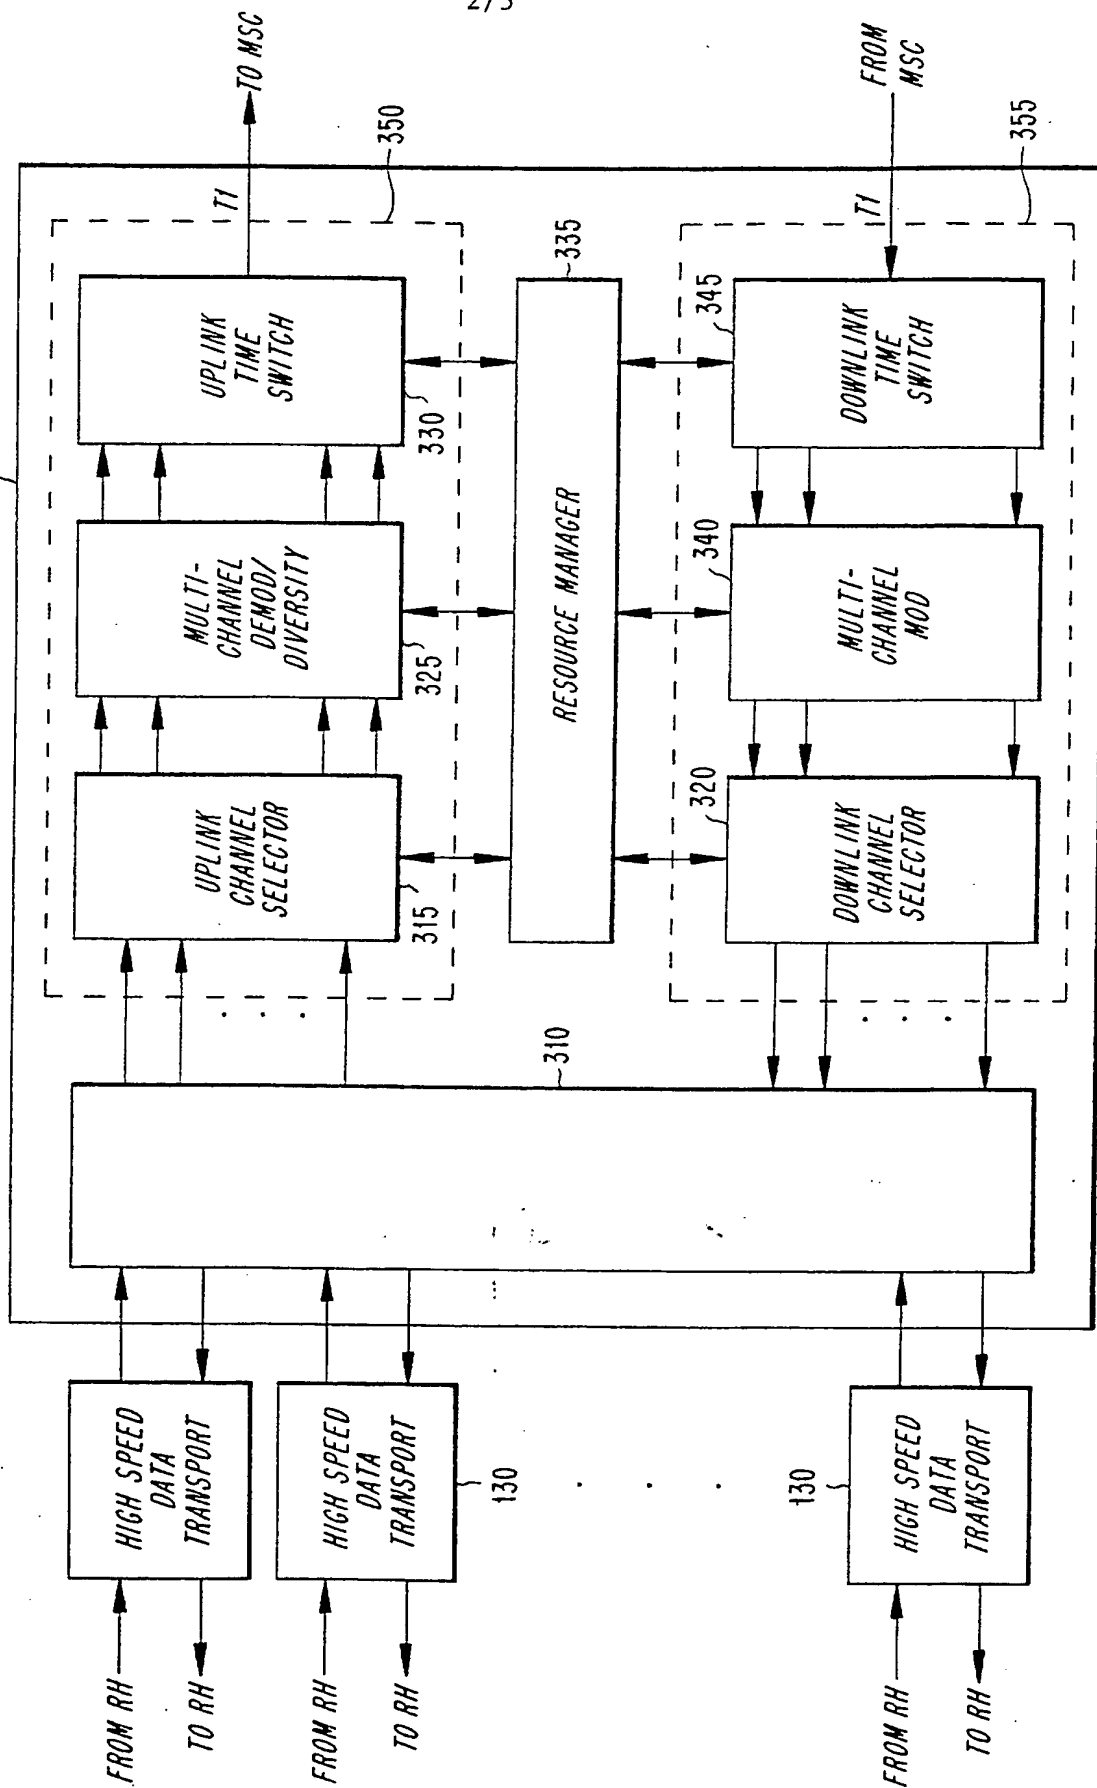 2/5
FROM RH
TO RH
HIGH SPEED
DATA
TRANSPORT
FROM RH
TO RH
HIGH SPEED
DATA
TRANSPORT
130
FROM RH
TO RH
HIGH SPEED
DATA
TRANSPORT
130
310
UPLINK
CHANNEL
SELECTOR
315
MULTI-
CHANNEL
DEMOD/
DIVERSITY
325
UPLINK
TIME
SWITCH
330
T1
TO MSC
350
RESOURCE MANAGER
335
DOWNLINK
CHANNEL
SELECTOR
320
MULTI-
CHANNEL
MOD
340
DOWNLINK
TIME
SWITCH
345
T1
FROM
MSC
355